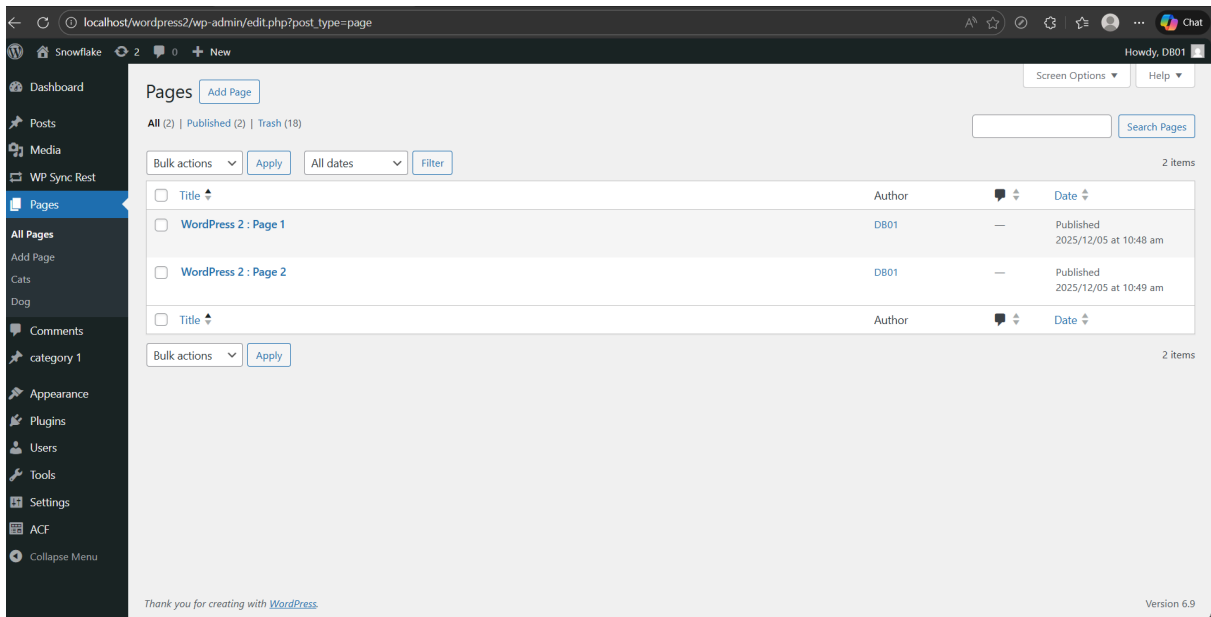 localhost/wordpress2/wp-admin/edit.php?post_type=page
Chat
Snowflake 2 0 New
Howdy, DB01
Screen Options ▼ Help ▼
Dashboard
Posts
Media
WP Sync Rest
Pages
All Pages
Add Page
Cats
Dog
Comments
category 1
Appearance
Plugins
Users
Tools
Settings
ACF
Collapse Menu
Pages Add Page
All (2) | Published (2) | Trash (18)
Search Pages
Bulk actions Apply All dates Filter 2 items
Title Author Date
WordPress 2 : Page 1 DB01 — Published
2025/12/05 at 10:48 am
WordPress 2 : Page 2 DB01 — Published
2025/12/05 at 10:49 am
Title Author Date
Bulk actions Apply 2 items
Thank you for creating with WordPress. Version 6.9